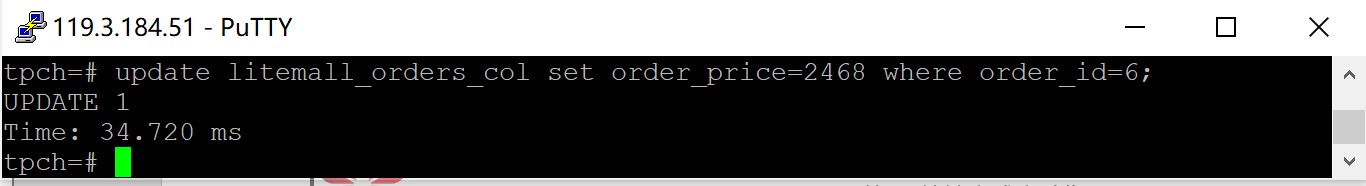 119.3.184.51 - PuTTY
tpch=# update litemall_orders_col set order_price=2468 where order_id=6;
UPDATE 1
Time: 34.720 ms
tpch=#